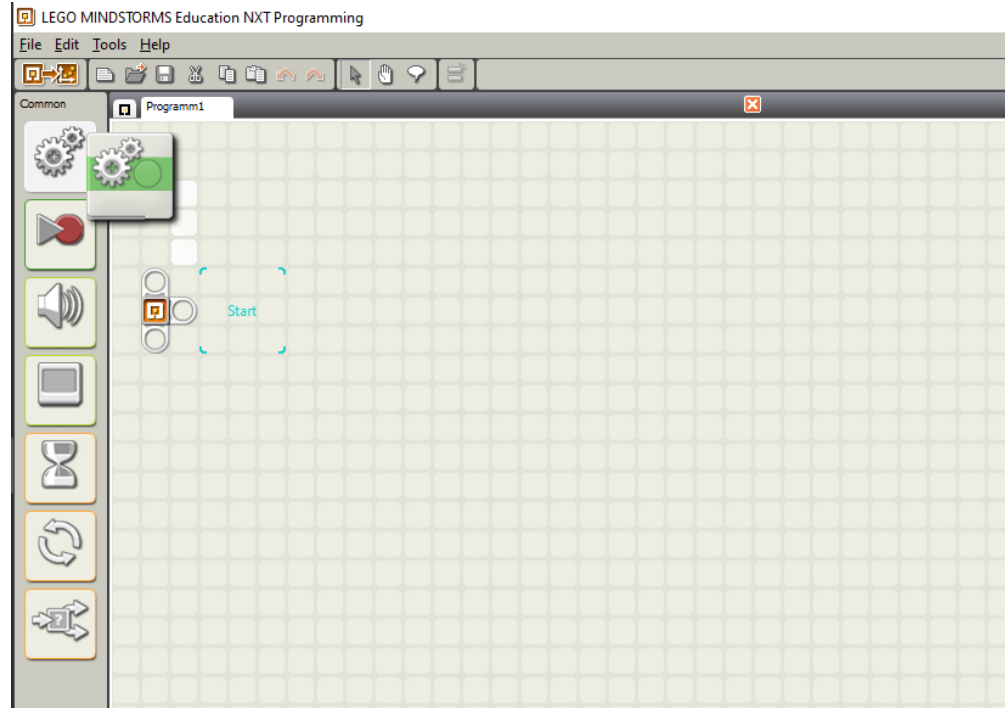 LEGO MINDSTORMS Education NXT Programming
File Edit Tools Help
Common
Programm1
?
Start